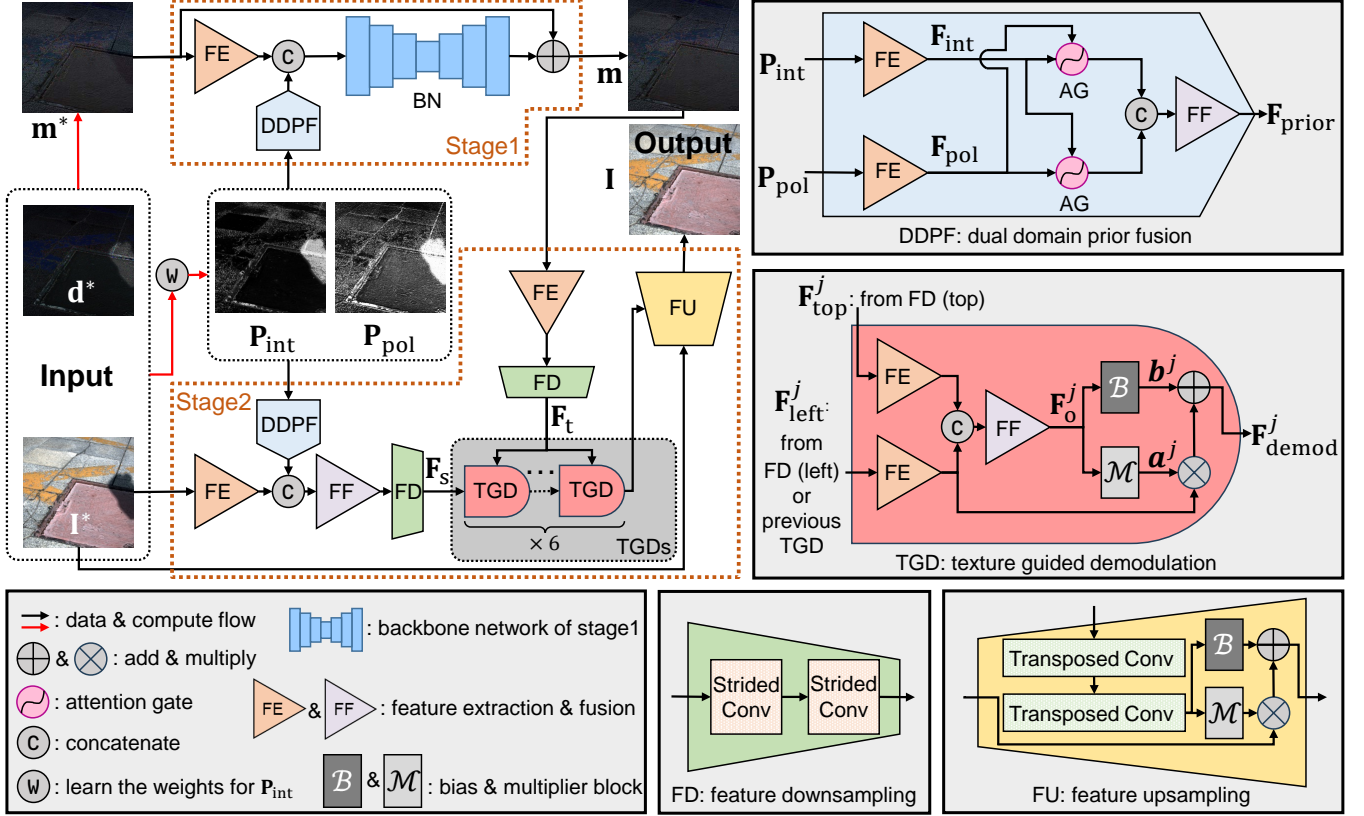 FE
C
BN
DDPF
Stage1
m*
m
Output
I
d*
W
Input
P_int
P_pol
I*
Stage2
DDPF
FE
FD
F_t
FU
FE
C
FF
FD
F_s
TGD
...
TGD
× 6
TGDs
P_int
FE
F_int
AG
C
FF
F_prior
P_pol
FE
F_pol
AG
DDPF: dual domain prior fusion
F_top^j: from FD (top)
FE
F_left^j:
from
FD (left)
or
previous
TGD
FE
C
FF
F_o^j
ℬ
b^j
ℳ
a^j
F_demod^j
TGD: texture guided demodulation
: data & compute flow
& : add & multiply
: attention gate
C : concatenate
W : learn the weights for P_int
: backbone network of stage1
FE & FF : feature extraction & fusion
ℬ & ℳ : bias & multiplier block
Strided
Conv
Strided
Conv
FD: feature downsampling
Transposed Conv
Transposed Conv
ℬ
ℳ
FU: feature upsampling